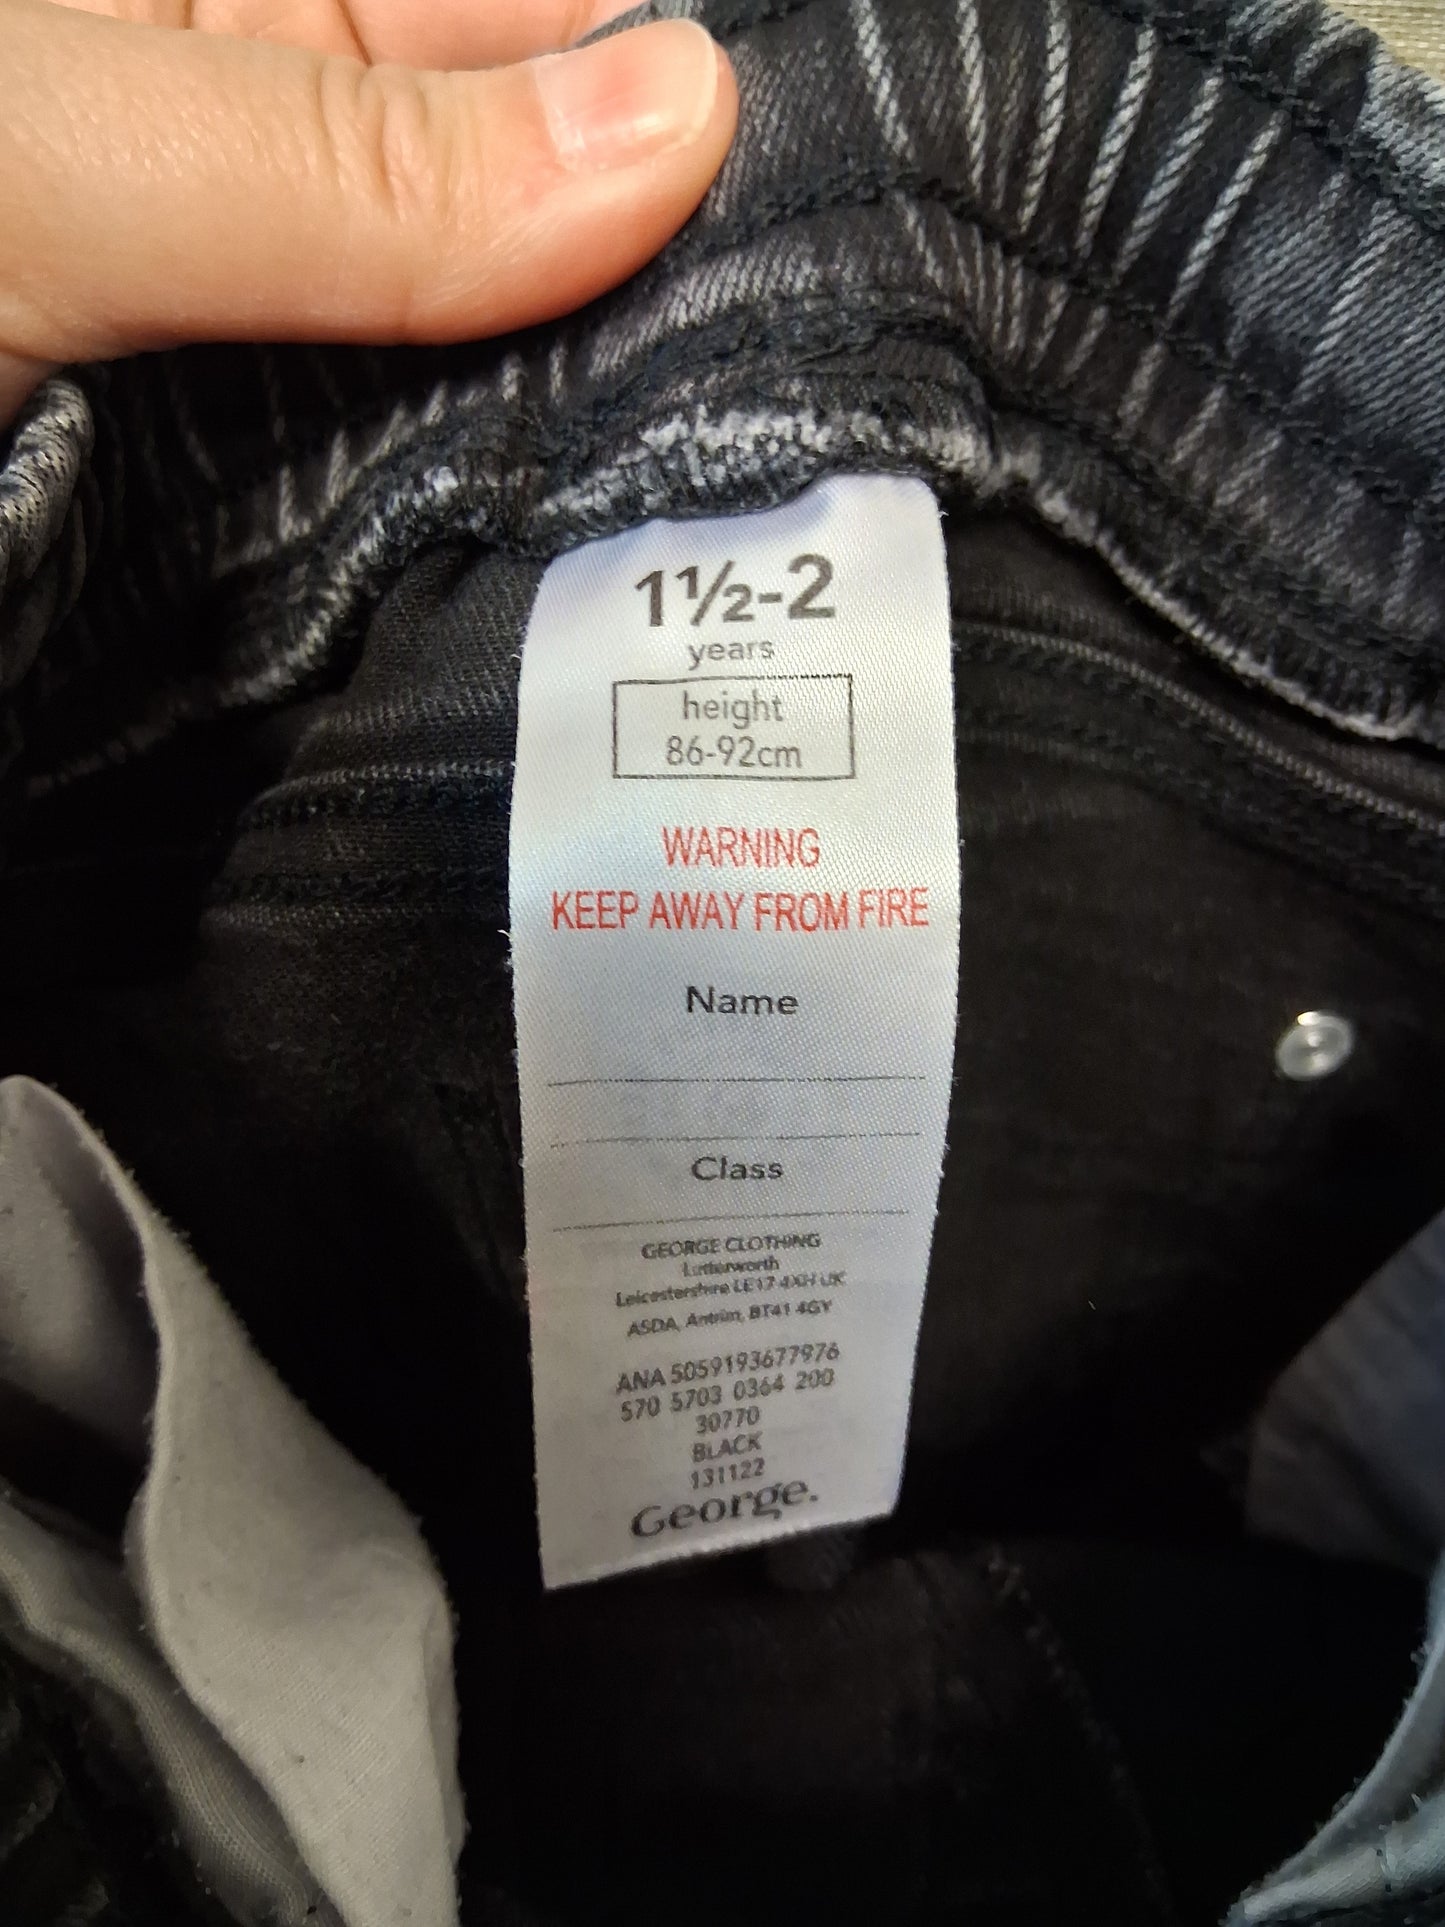 1½-2
years
height
86-92cm
WARNING
KEEP AWAY FROM FIRE
Name
Class
GEORGE CLOTHING
Lutterworth
Leicestershire LE17 4XH UK
ASDA, Antrim, BT41 4GY
ANA 5059193677976
570 5703 0364 200
30770
BLACK
131122
George.